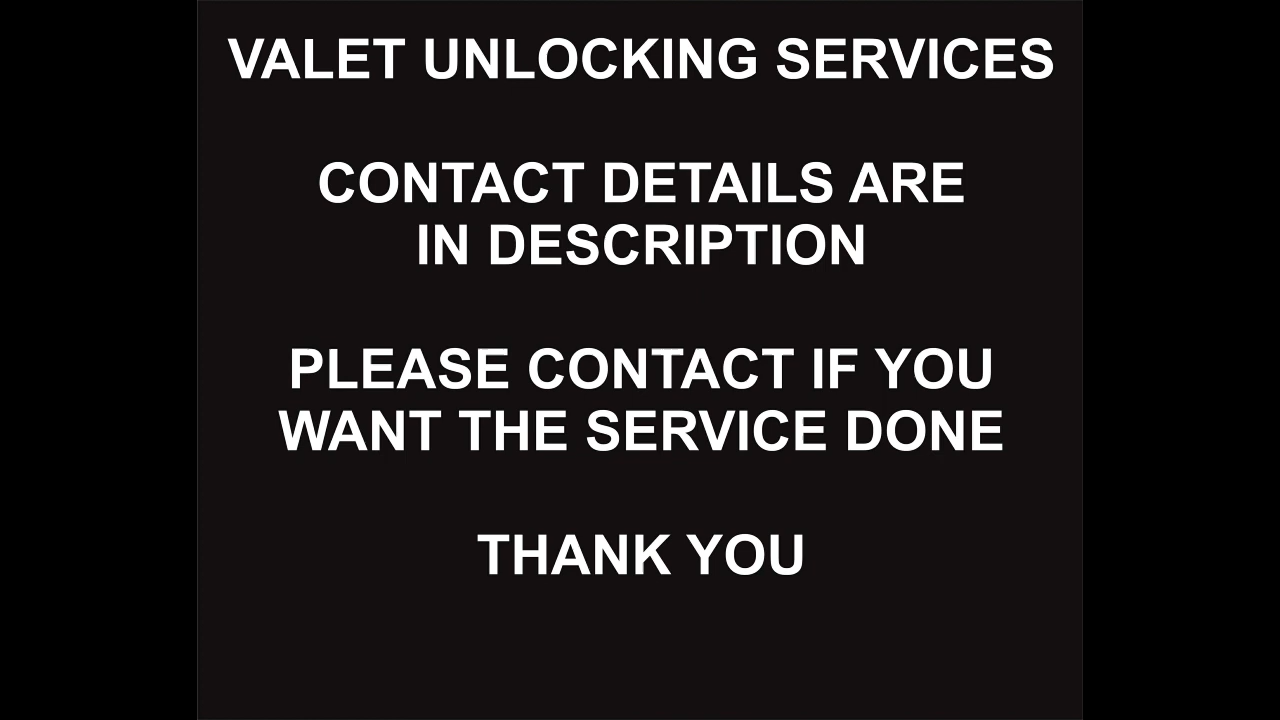 VALET UNLOCKING SERVICES
CONTACT DETAILS ARE
IN DESCRIPTION
PLEASE CONTACT IF YOU
WANT THE SERVICE DONE
THANK YOU